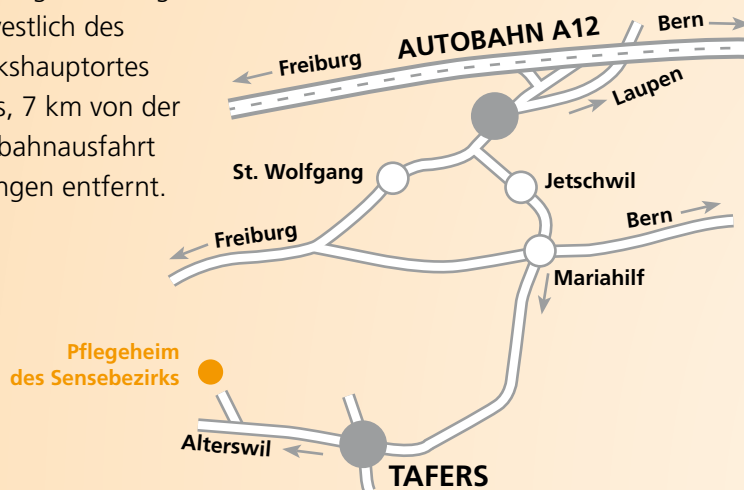 westlich des
kshauptortes
s, 7 km von der
bahnausfahrt
ngen entfernt.
AUTOBAHN A12
Bern
Freiburg
Laupen
St. Wolfgang
Jetschwil
Freiburg
Bern
Mariahilf
Pflegeheim
des Sensebezirks
Alterswil
TAFERS